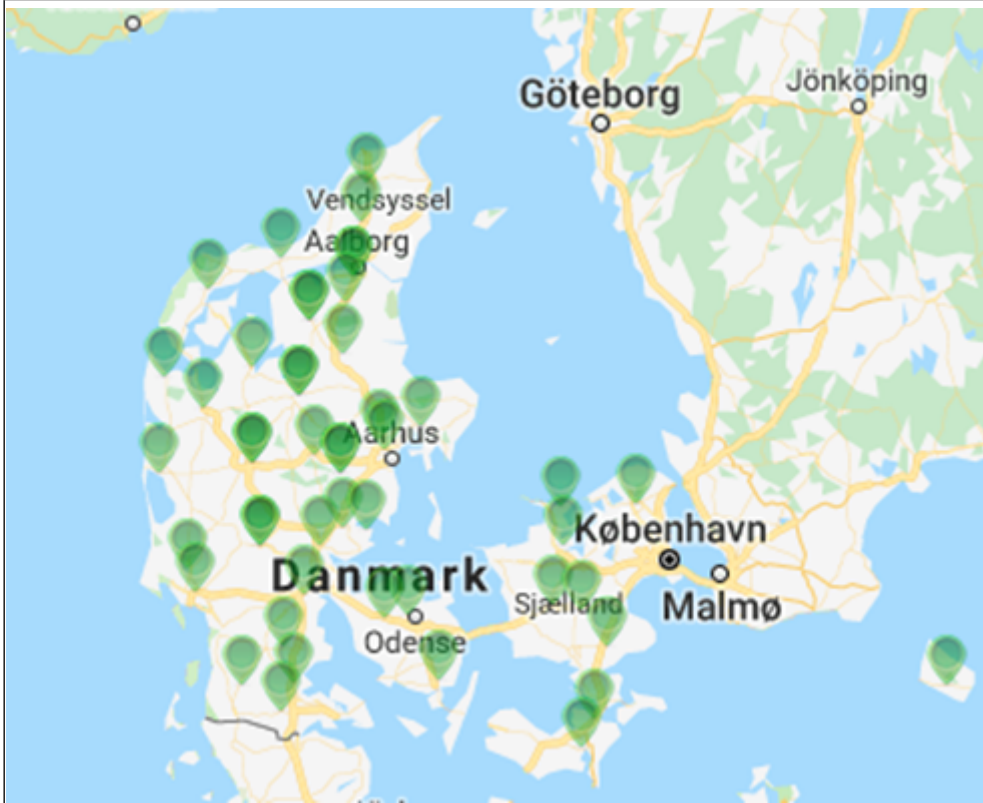 Göteborg
Jönköping
Vendsyssel
Aalborg
Aarhus
København
Danmark
Sjælland
Malmø
Odense